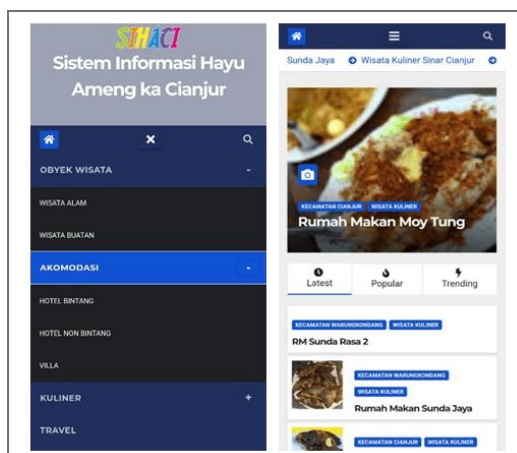 SIHACI
Sistem Informasi Hayu
Ameng ka Cianjur
OBYEK WISATA -
WISATA ALAM
WISATA BUATAN
AKOMODASI -
HOTEL BINTANG
HOTEL NON BINTANG
VILLA
KULINER +
TRAVEL
Sunda Jaya Wisata Kuliner Sinar Cianjur
KECAMATAN CIANJUR WISATA KULINER
Rumah Makan Moy Tung
Latest Popular Trending
KECAMATAN WARUNGKONDANG WISATA KULINER
RM Sunda Rasa 2
KECAMATAN WARUNGKONDANG
WISATA KULINER
Rumah Makan Sunda Jaya
KECAMATAN CIANJUR WISATA KULINER